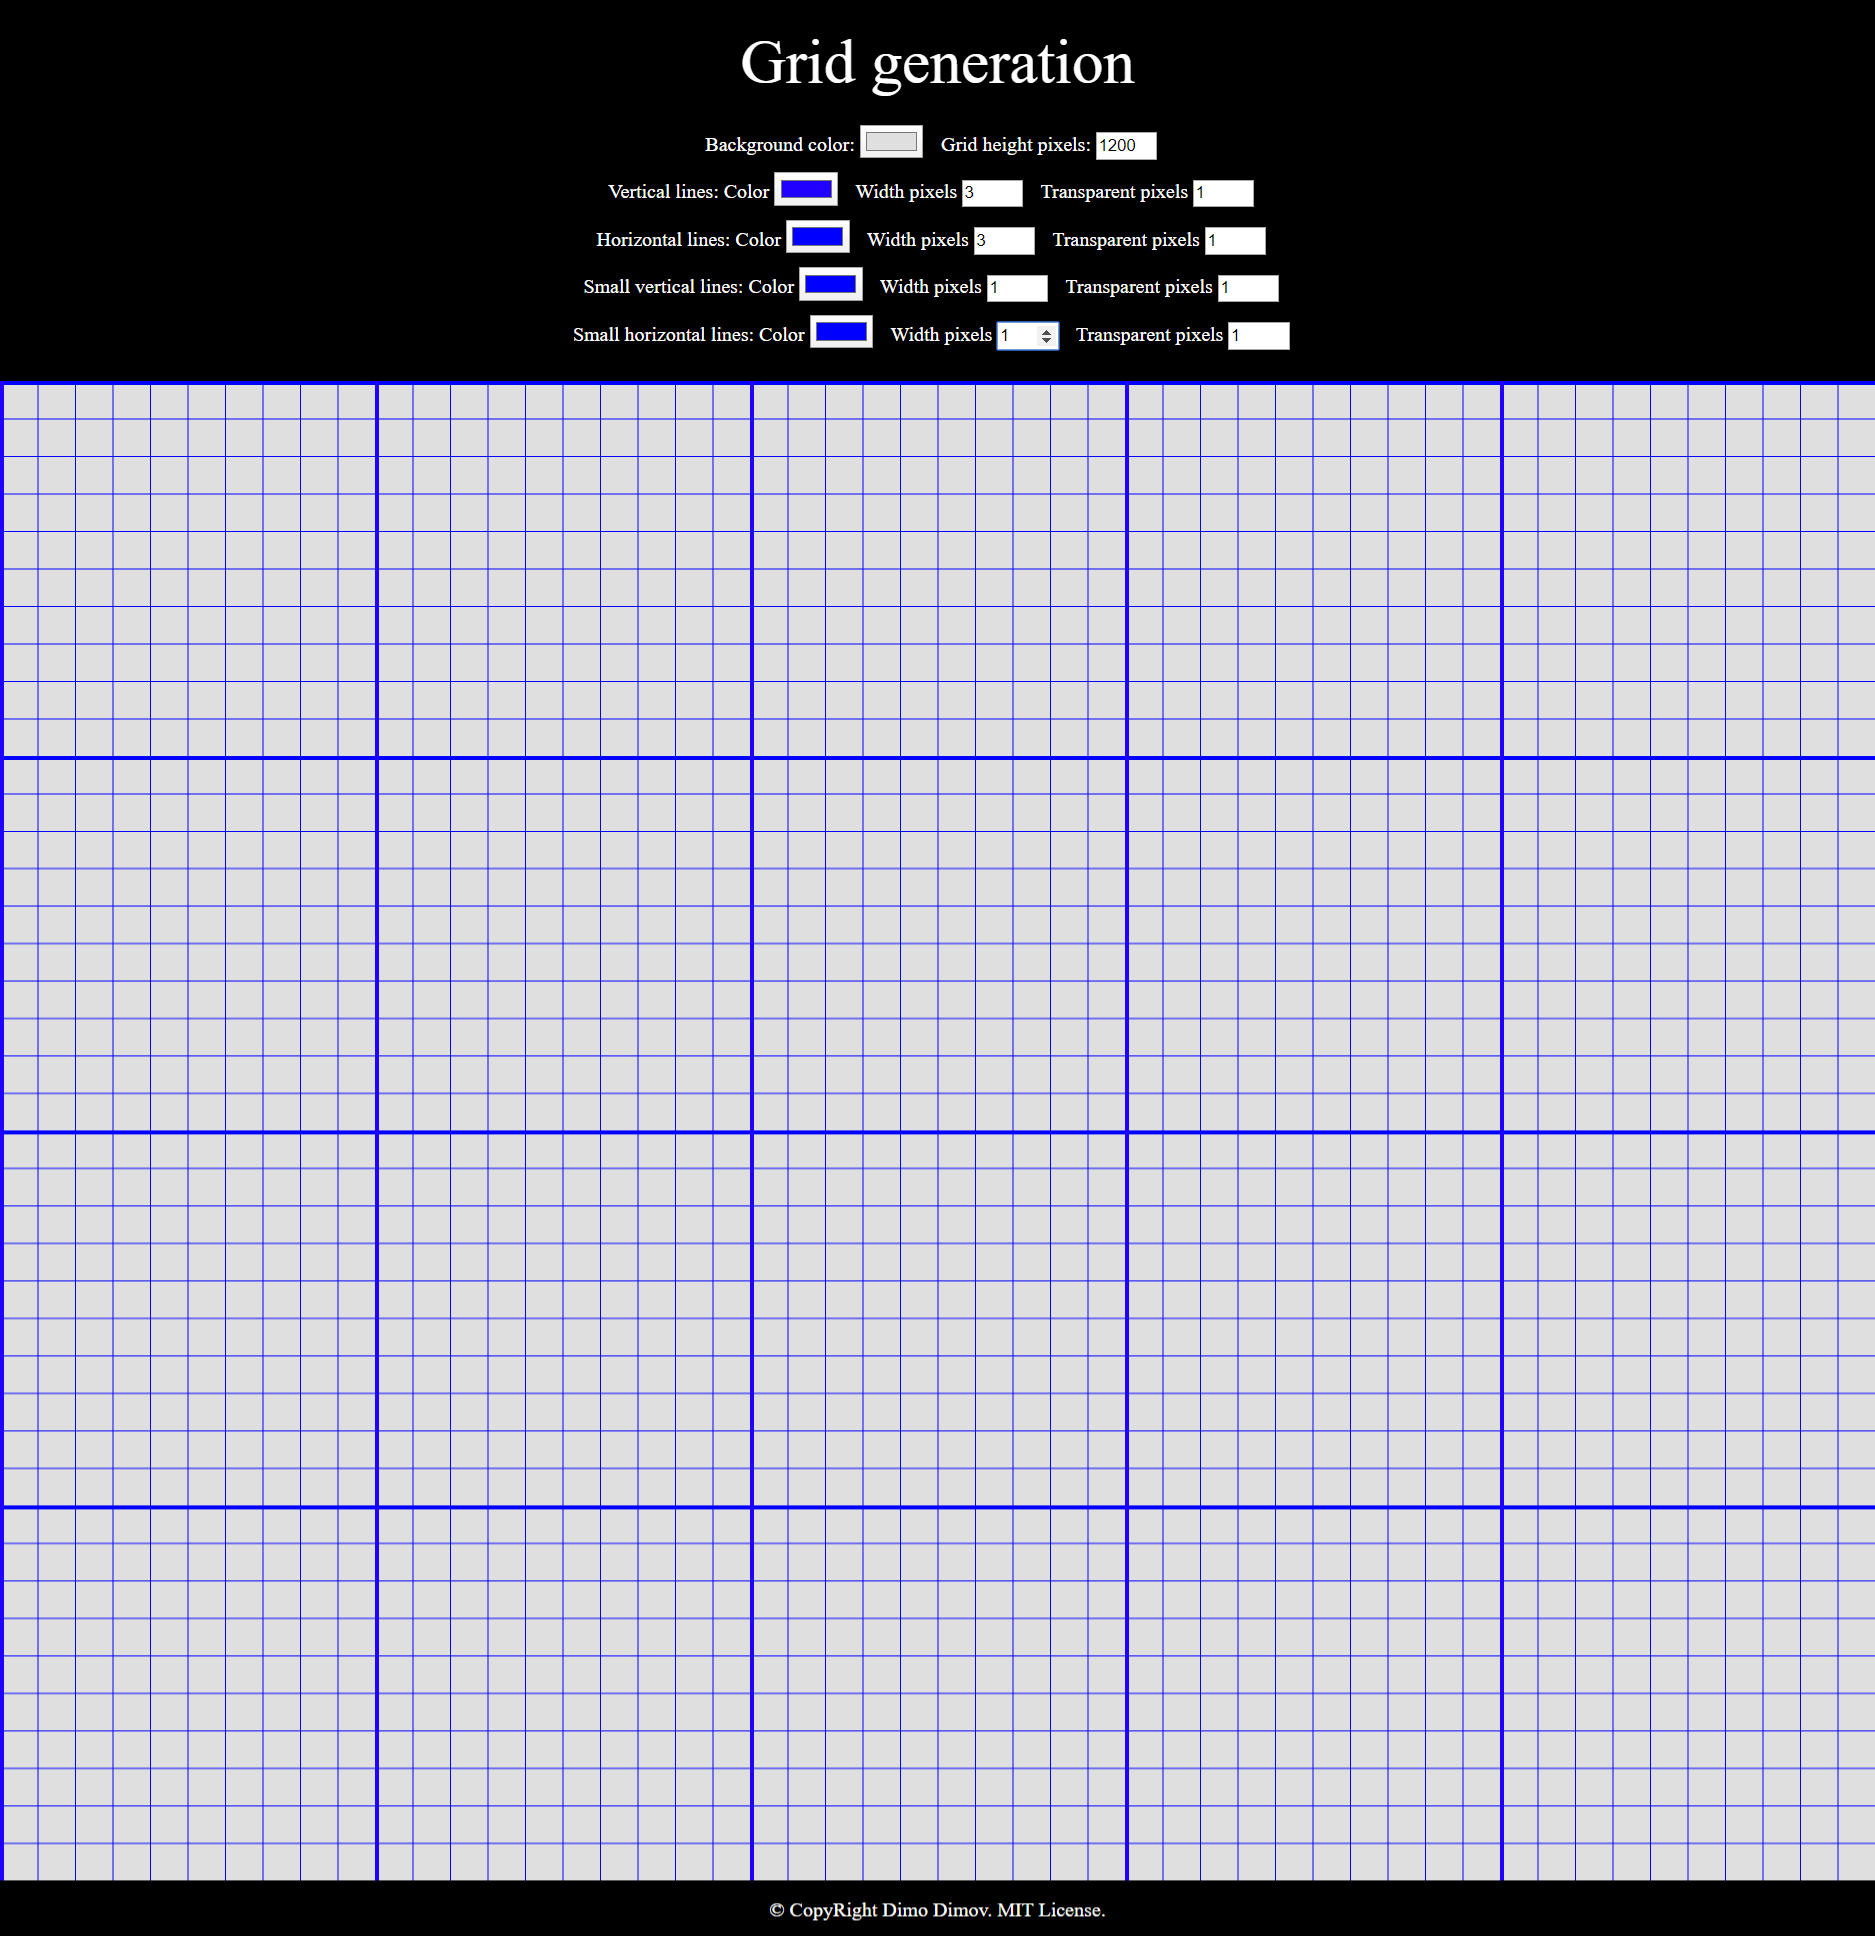 Grid generation
Background color: Grid height pixels: 1200
Vertical lines: Color Width pixels 3 Transparent pixels 1
Horizontal lines: Color Width pixels 3 Transparent pixels 1
Small vertical lines: Color Width pixels 1 Transparent pixels 1
Small horizontal lines: Color Width pixels 1 Transparent pixels 1
© CopyRight Dimo Dimov. MIT License.